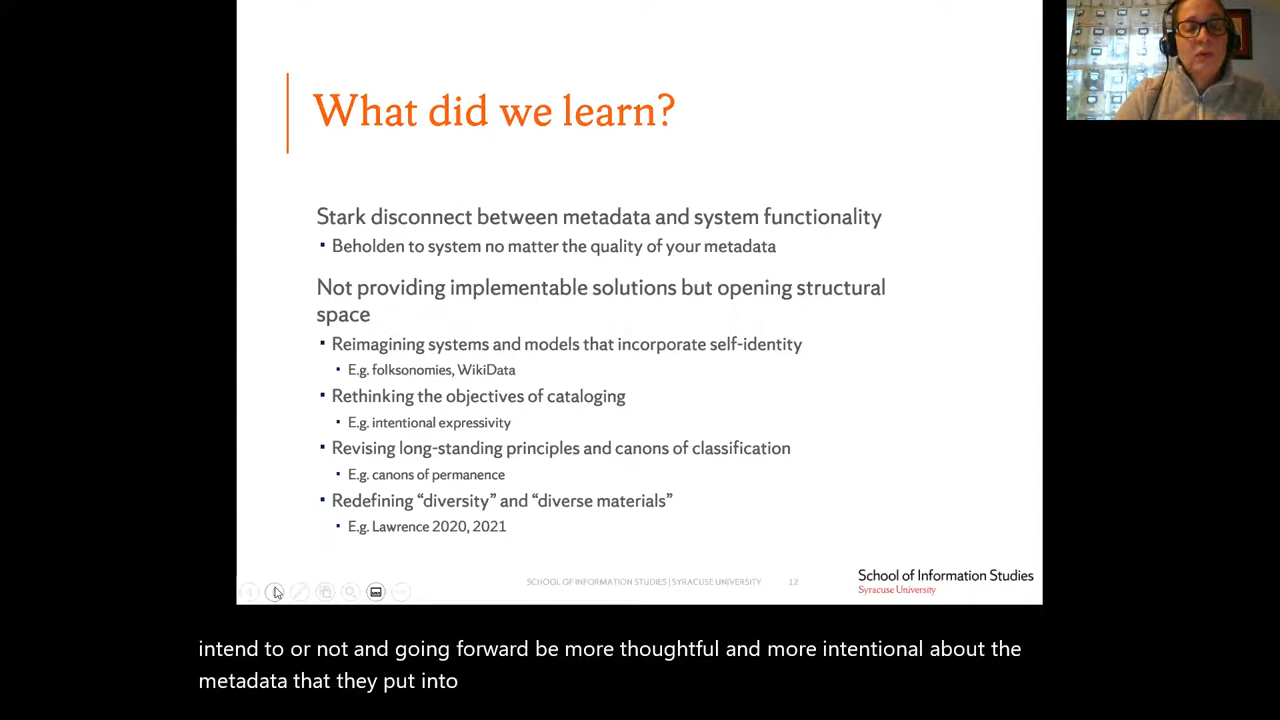 What did we learn?
Stark disconnect between metadata and system functionality
▪ Beholden to system no matter the quality of your metadata
Not providing implementable solutions but opening structural
space
▪ Reimagining systems and models that incorporate self-identity
▪ E.g. folksonomies, WikiData
▪ Rethinking the objectives of cataloging
▪ E.g. intentional expressivity
▪ Revising long-standing principles and canons of classification
▪ E.g. canons of permanence
▪ Redefining “diversity” and “diverse materials”
▪ E.g. Lawrence 2020, 2021
SCHOOL OF INFORMATION STUDIES | SYRACUSE UNIVERSITY 12
School of Information Studies
Syracuse University
intend to or not and going forward be more thoughtful and more intentional about the
metadata that they put into